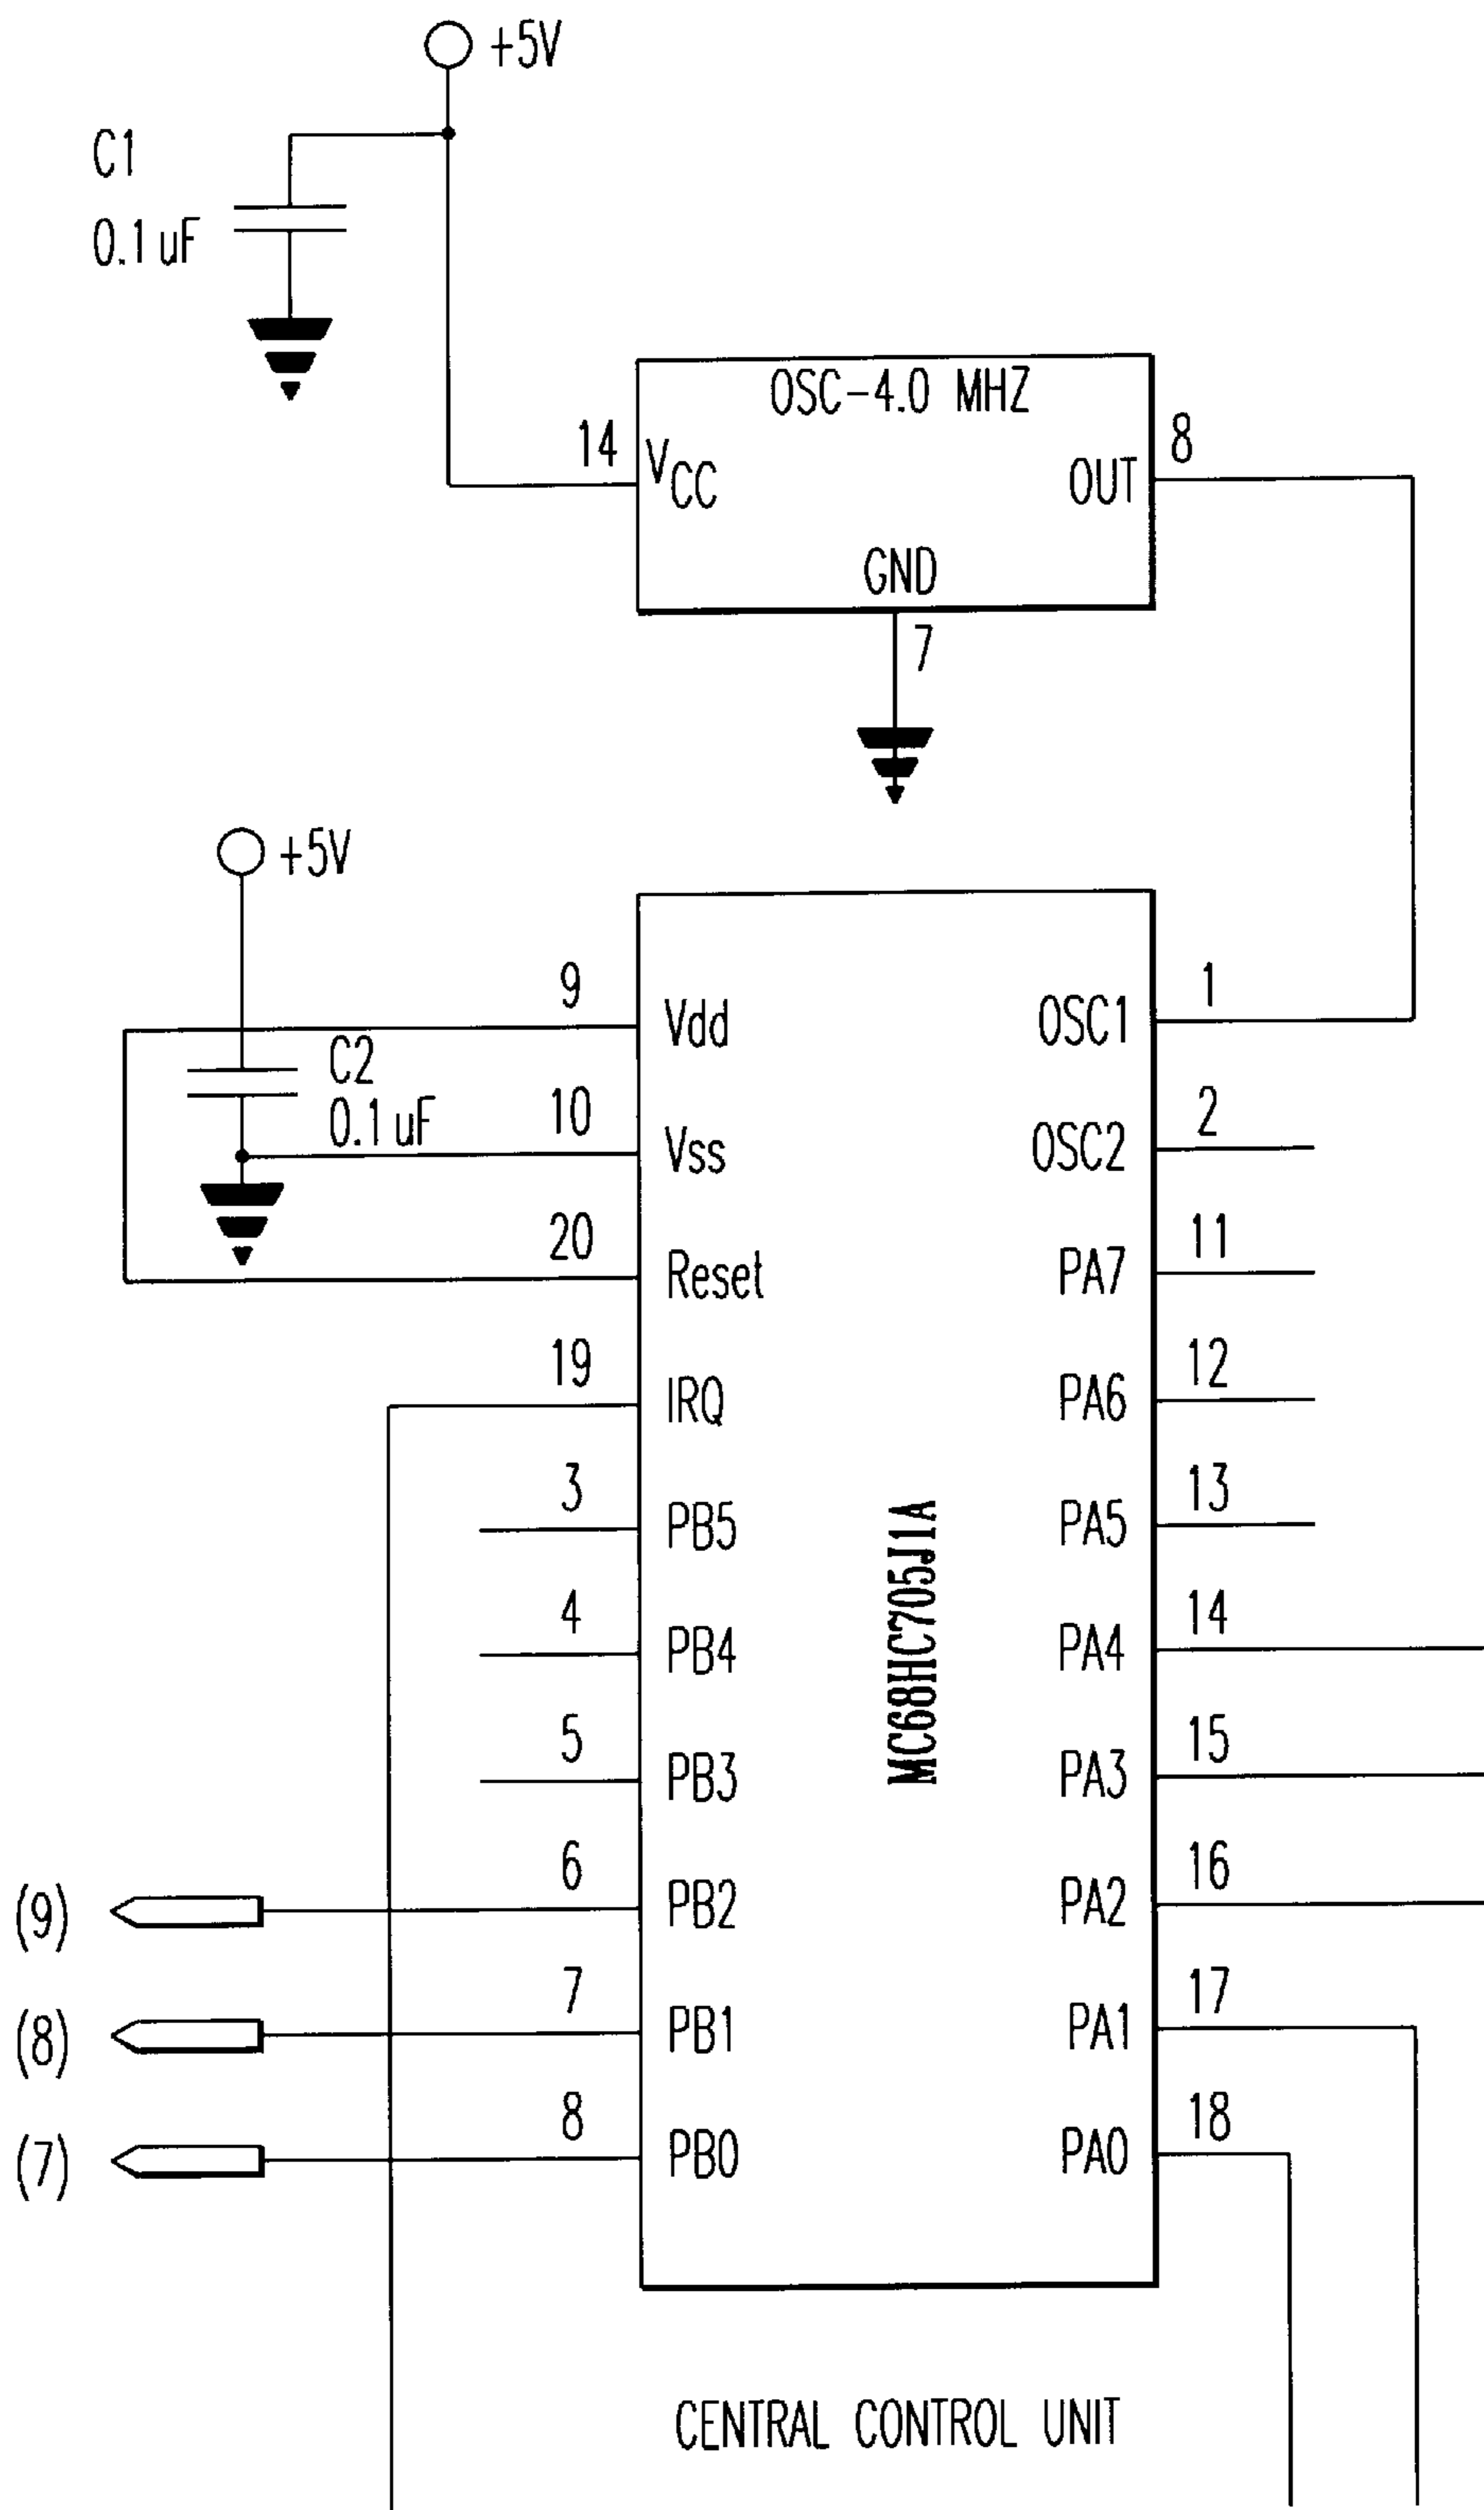 +5V
C1
0.1 uF
OSC-4.0 MHZ
14
VCC
8
OUT
GND
7
+5V
9
Vdd
OSC1
1
C2
0.1 uF
10
Vss
OSC2
2
20
Reset
PA7
11
19
IRQ
PA6
12
3
PB5
PA5
13
MC68HC705J1A
4
PB4
PA4
14
5
PB3
PA3
15
(9)
6
PB2
PA2
16
(8)
7
PB1
PA1
17
(7)
8
PB0
PA0
18
CENTRAL CONTROL UNIT